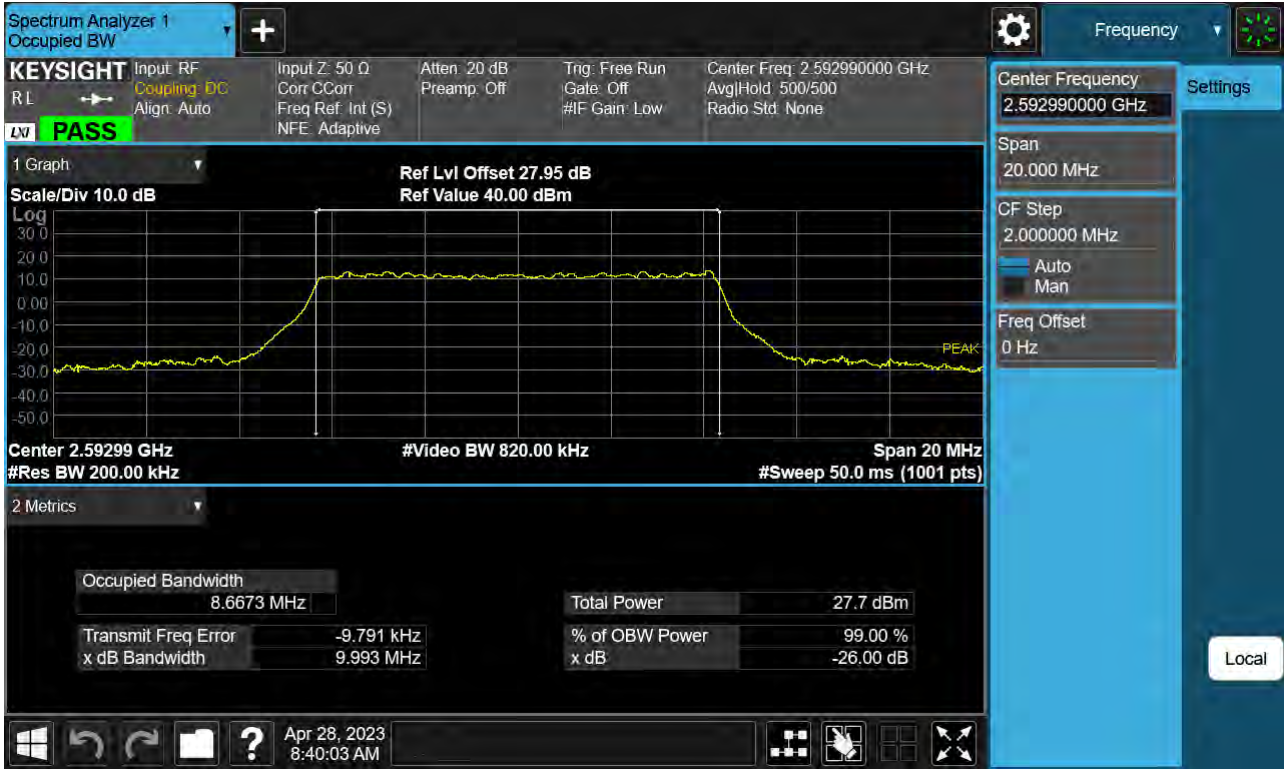 Spectrum Analyzer 1
Occupied BW
+
Frequency
KEYSIGHT
R L
LXI
PASS
Input: RF
Coupling: DC
Align: Auto
Input Z: 50 Ω
Corr CCorr
Freq Ref: Int (S)
NFE: Adaptive
Atten: 20 dB
Preamp: Off
Trig: Free Run
Gate: Off
#IF Gain: Low
Center Freq: 2.592990000 GHz
Avg|Hold: 500/500
Radio Std: None
1 Graph
Scale/Div 10.0 dB
Ref Lvl Offset 27.95 dB
Ref Value 40.00 dBm
Log
30.0
20.0
10.0
0.00
-10.0
-20.0
-30.0
-40.0
-50.0
PEAK
Center 2.59299 GHz
#Video BW 820.00 kHz
Span 20 MHz
#Res BW 200.00 kHz
#Sweep 50.0 ms (1001 pts)
2 Metrics
Occupied Bandwidth
8.6673 MHz
Total Power 27.7 dBm
Transmit Freq Error -9.791 kHz
% of OBW Power 99.00 %
x dB Bandwidth 9.993 MHz
x dB -26.00 dB
Center Frequency
2.592990000 GHz
Settings
Span
20.000 MHz
CF Step
2.000000 MHz
Auto
Man
Freq Offset
0 Hz
Local
?
Apr 28, 2023
8:40:03 AM